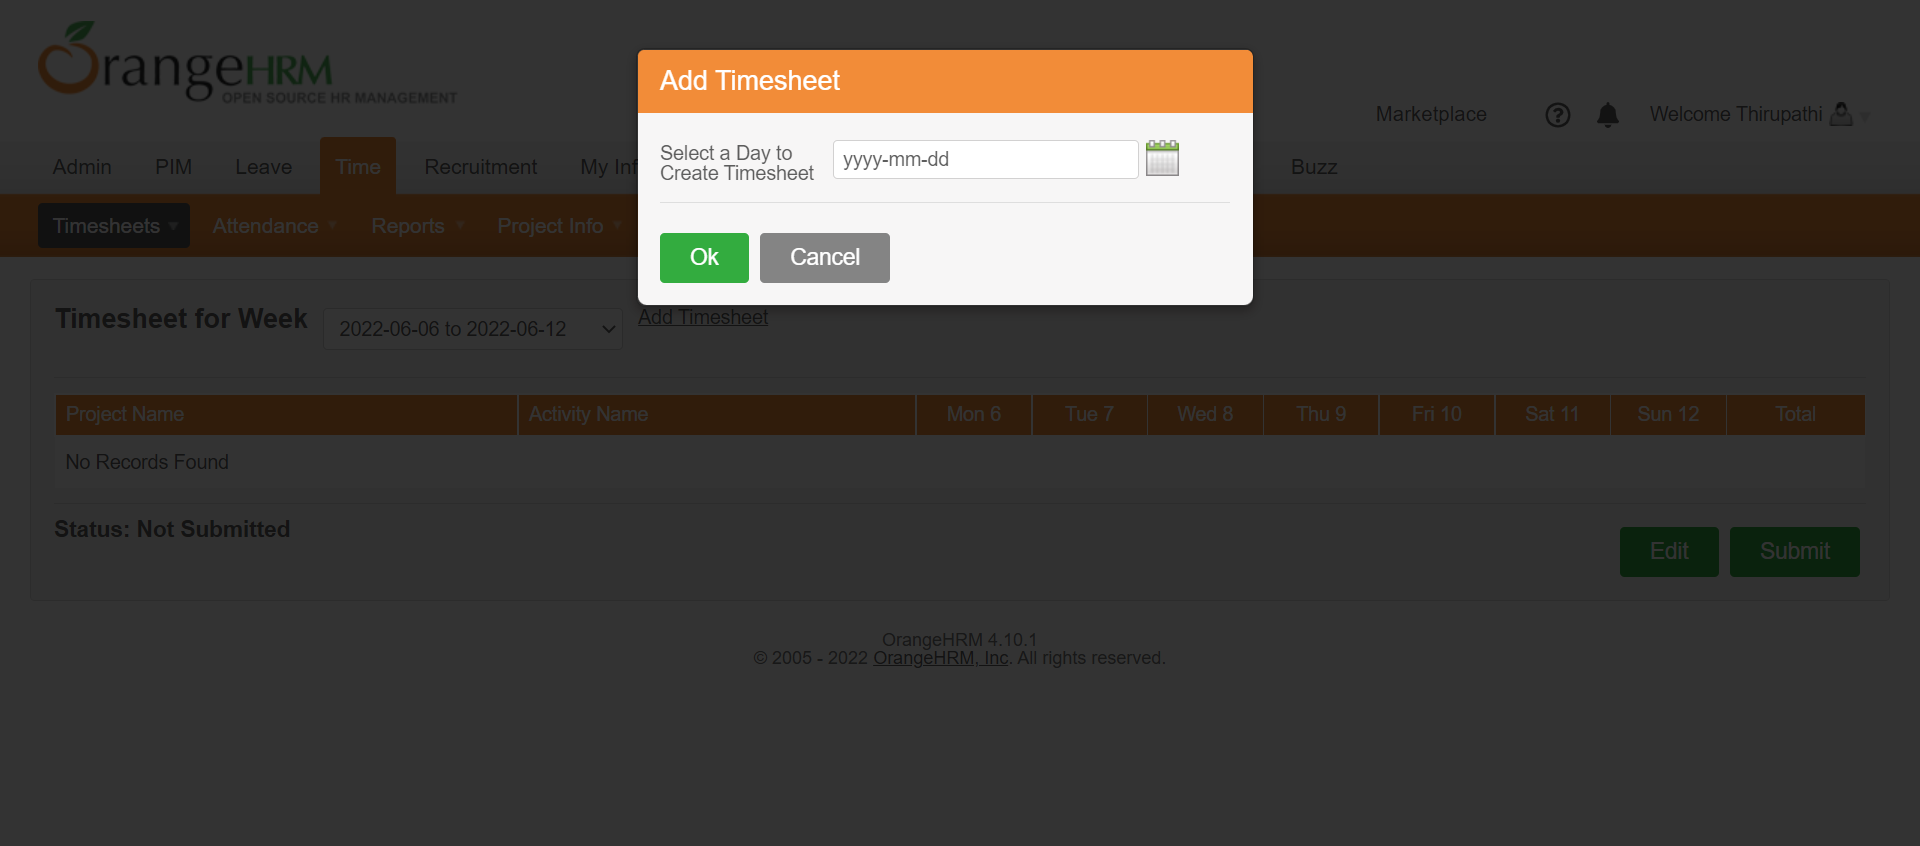 OrangeHRM
OPEN SOURCE HR MANAGEMENT
Marketplace
?
Welcome Thirupathi
Admin
PIM
Leave
Time
Recruitment
My Inf
Buzz
Timesheets
Attendance
Reports
Project Info
Add Timesheet
Select a Day to
Create Timesheet
yyyy-mm-dd
Ok
Cancel
Timesheet for Week
2022-06-06 to 2022-06-12
Add Timesheet
Project Name
Activity Name
Mon 6
Tue 7
Wed 8
Thu 9
Fri 10
Sat 11
Sun 12
Total
No Records Found
Status: Not Submitted
Edit
Submit
OrangeHRM 4.10.1
© 2005 - 2022 OrangeHRM, Inc. All rights reserved.